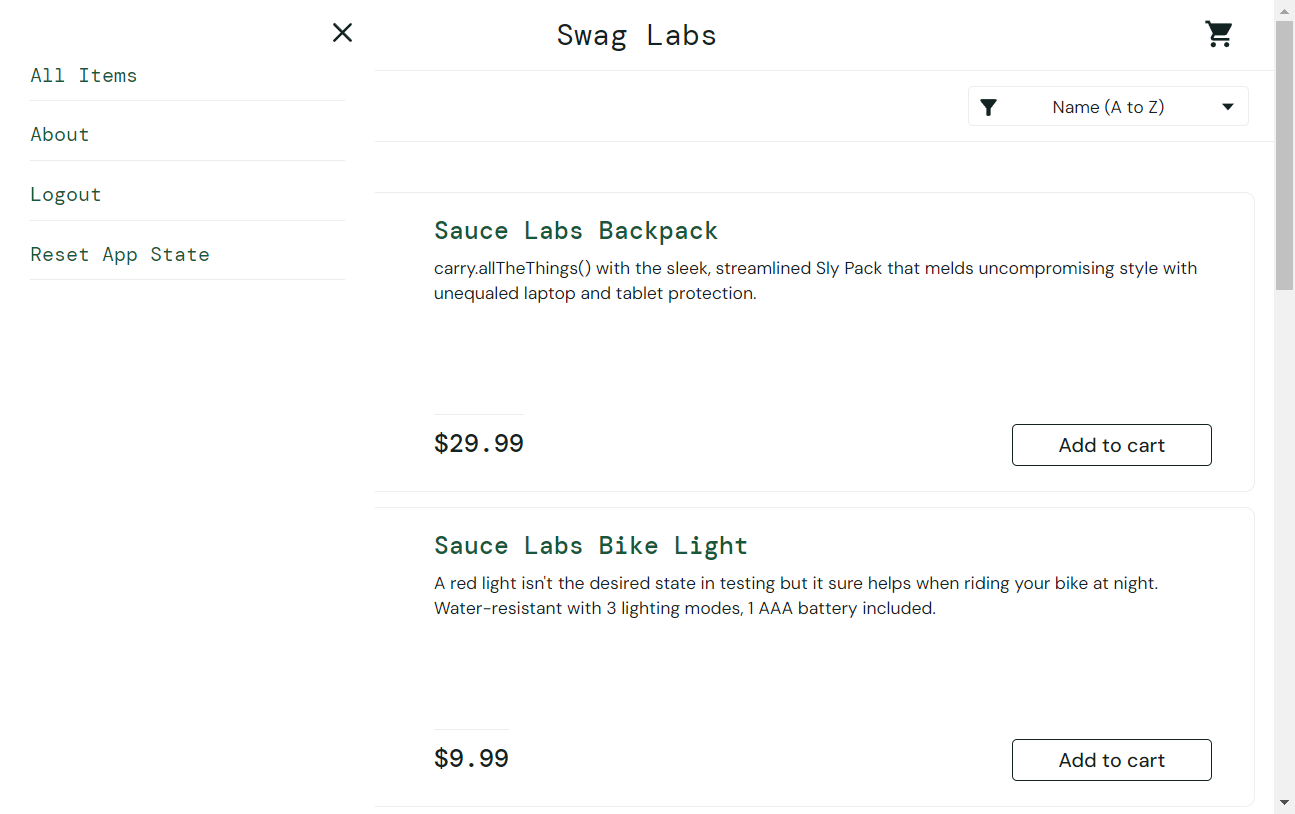 Swag Labs
All Items
About
Logout
Reset App State
Name (A to Z)
Sauce Labs Backpack
carry.allTheThings() with the sleek, streamlined Sly Pack that melds uncompromising style with
unequaled laptop and tablet protection.
$29.99
Add to cart
Sauce Labs Bike Light
A red light isn't the desired state in testing but it sure helps when riding your bike at night.
Water-resistant with 3 lighting modes, 1 AAA battery included.
$9.99
Add to cart